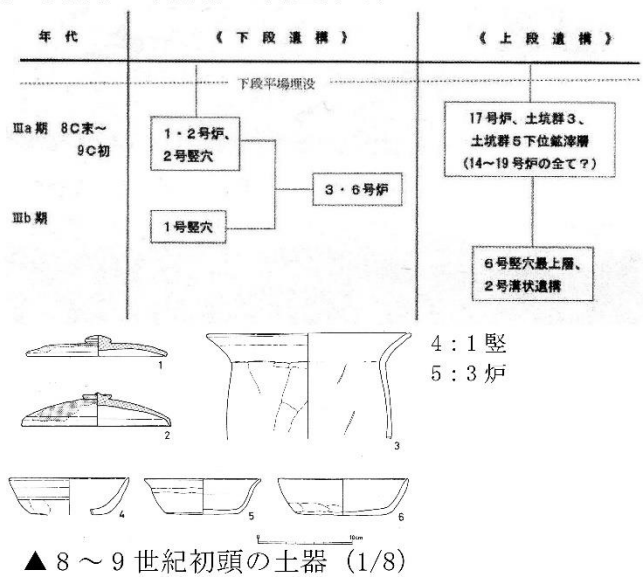 年代 《下段遺構》 《上段遺構》
下段平場埋没
Ⅲa期 8C末～
9C初
1・2号炉、
2号竪穴
17号炉、土坑群3、
土坑群5下位鉱滓層
(14～19号炉の全て?)
3・6号炉
Ⅲb期
1号竪穴
6号竪穴最上層、
2号溝状遺構
1
2
3
4：1竪
5：3炉
4
5
6
0 10cm
▲8～9世紀初頭の土器 (1/8)